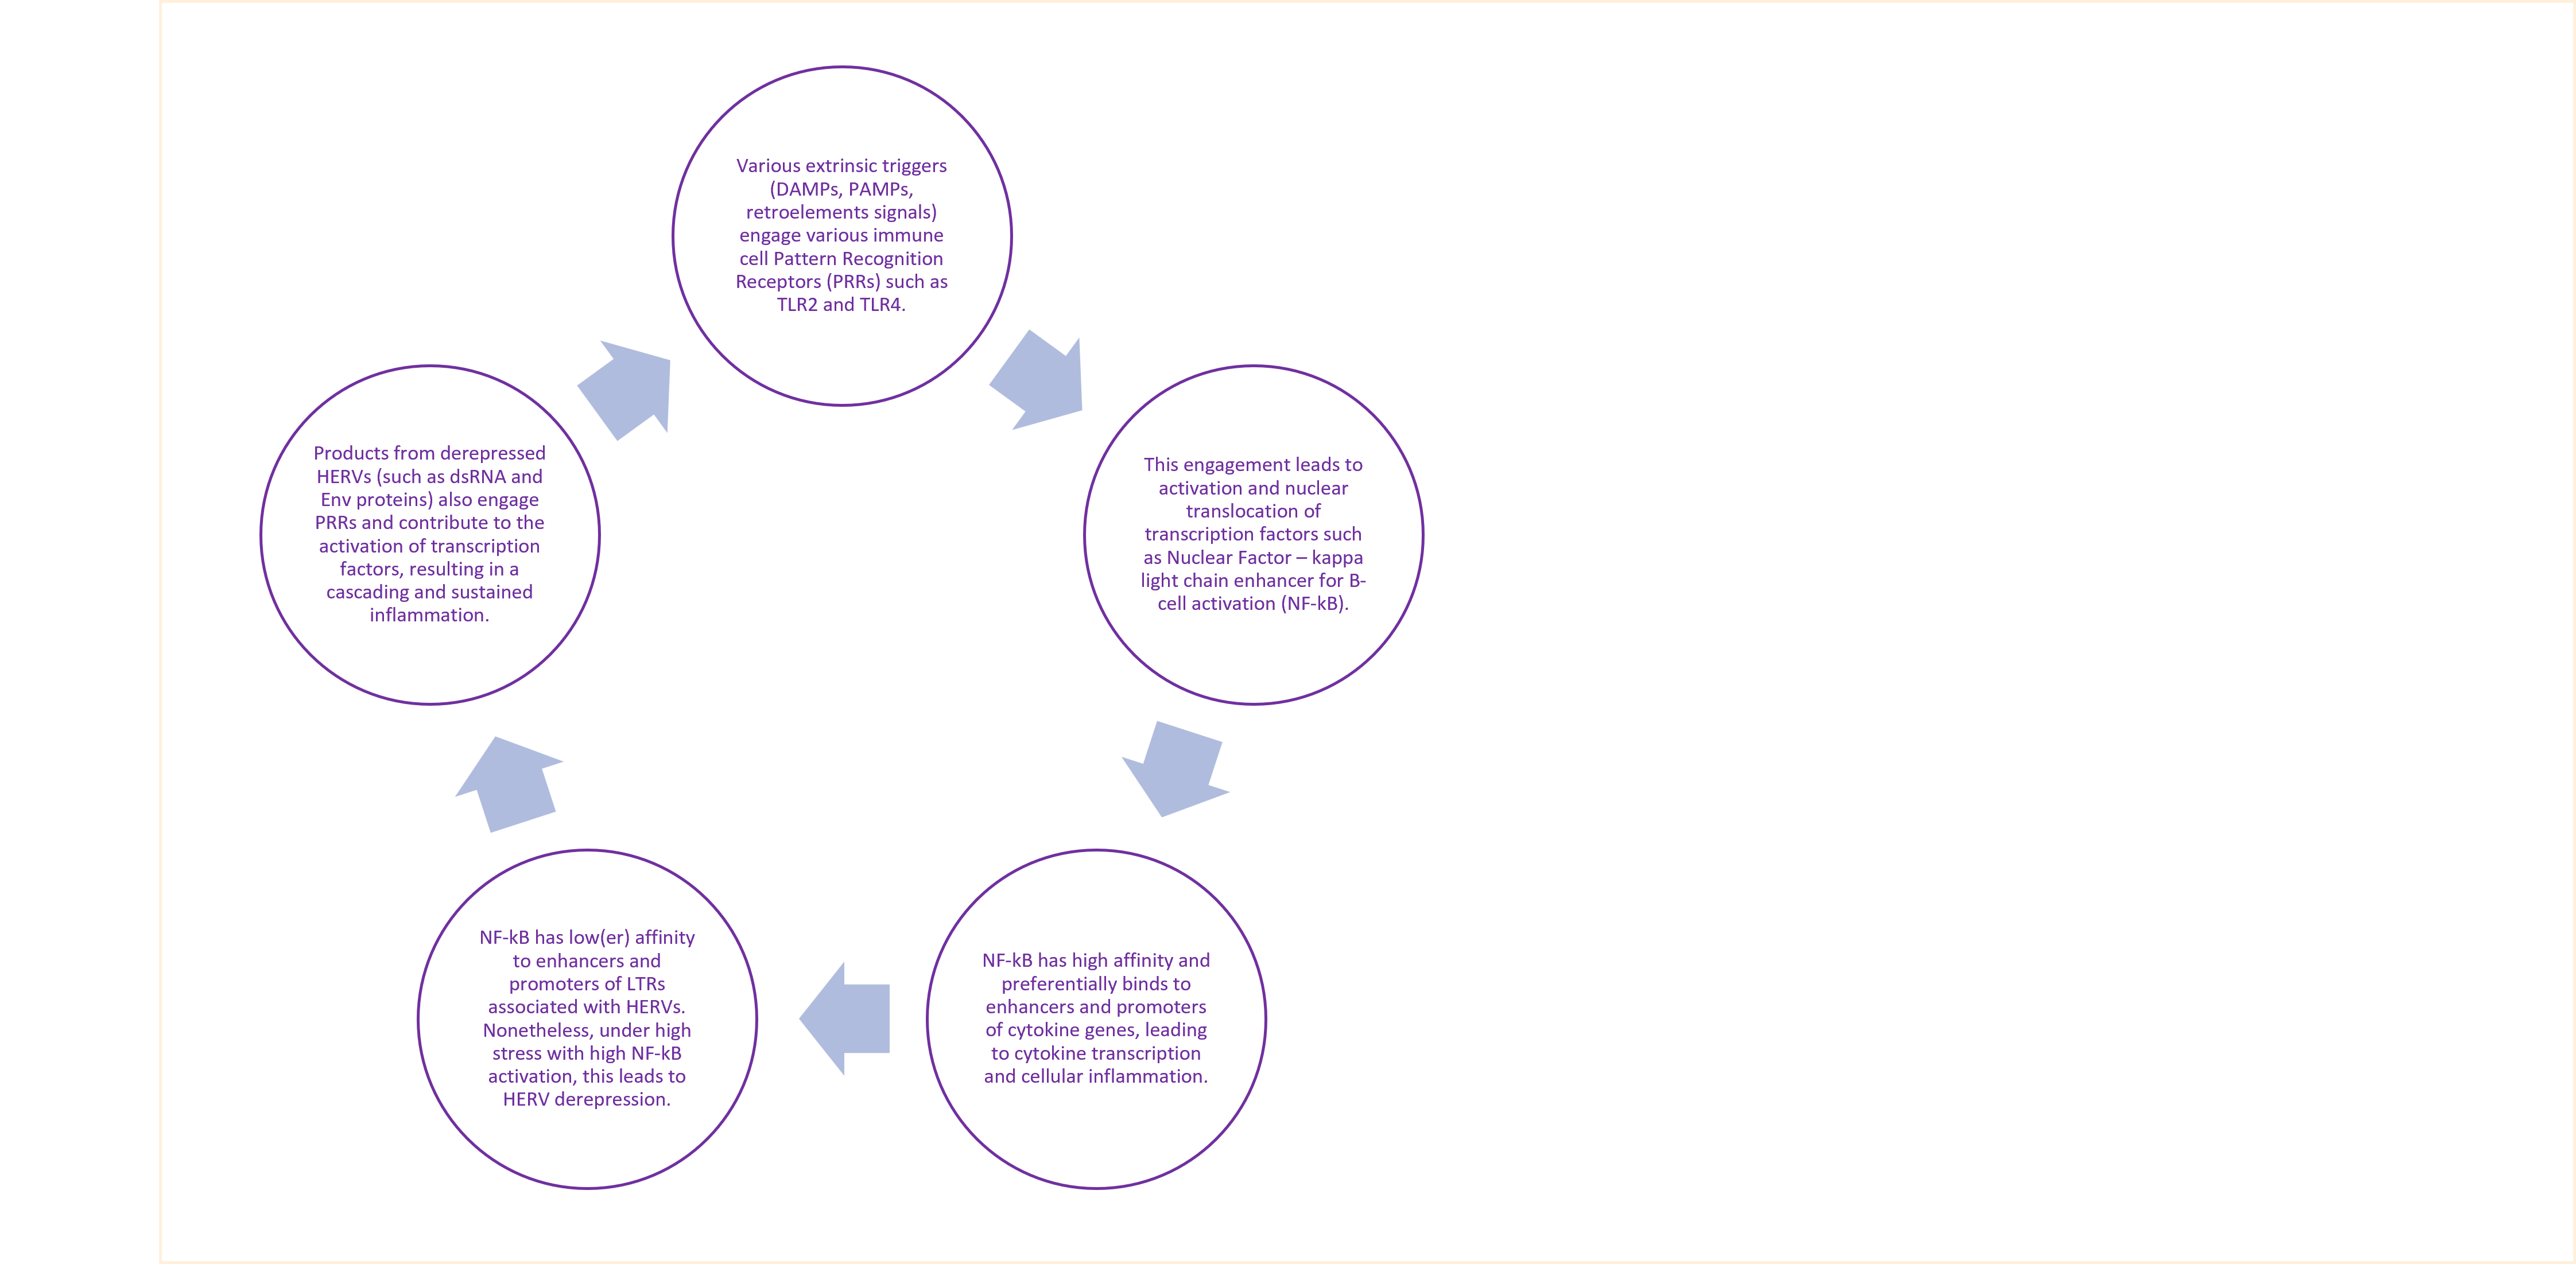 Various extrinsic triggers
(DAMPs, PAMPs,
retroelements signals)
engage various immune
cell Pattern Recognition
Receptors (PRRs) such as
TLR2 and TLR4.
This engagement leads to
activation and nuclear
translocation of
transcription factors such
as Nuclear Factor – kappa
light chain enhancer for B-
cell activation (NF-kB).
NF-kB has high affinity and
preferentially binds to
enhancers and promoters
of cytokine genes, leading
to cytokine transcription
and cellular inflammation.
NF-kB has low(er) affinity
to enhancers and
promoters of LTRs
associated with HERVs.
Nonetheless, under high
stress with high NF-kB
activation, this leads to
HERV derepression.
Products from derepressed
HERVs (such as dsRNA and
Env proteins) also engage
PRRs and contribute to the
activation of transcription
factors, resulting in a
cascading and sustained
inflammation.